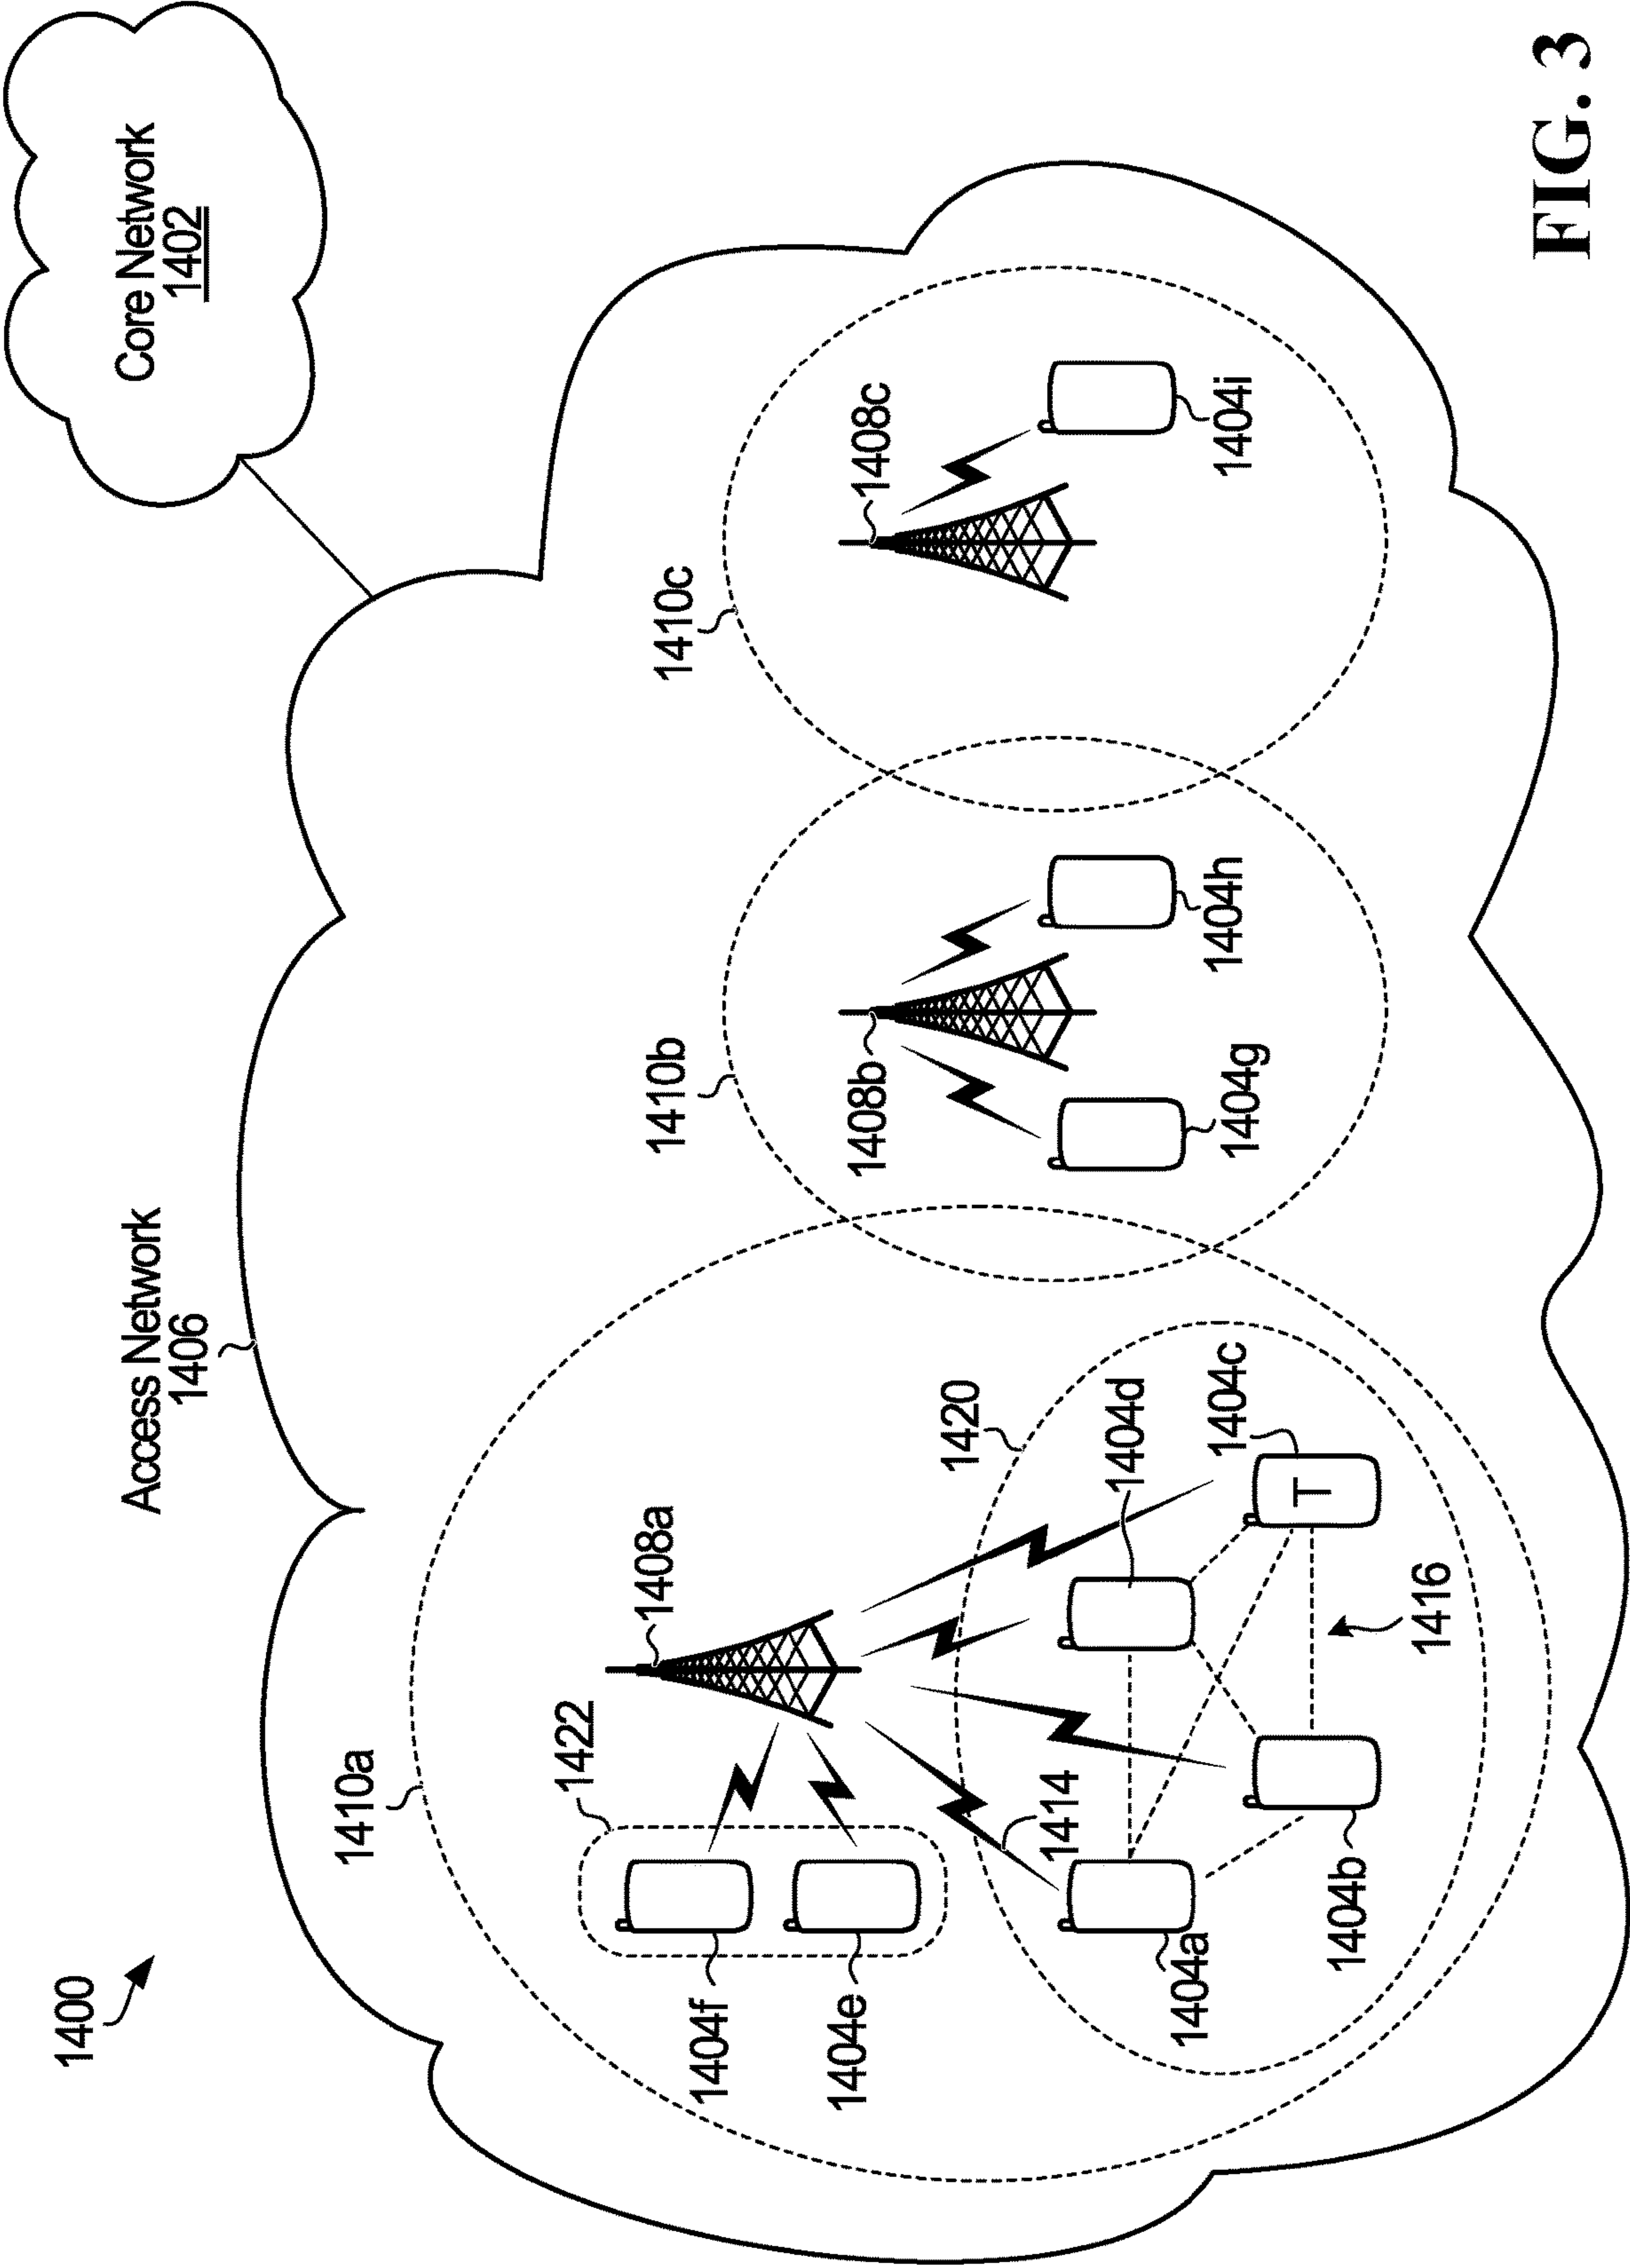 1400
Access Network
1406
Core Network
1402
1410a
1422
1408a
1404f
1404e
1414
1404a
1404b
1416
1420
1404d
1404c
1410b
1408b
1404g
1404h
1410c
1408c
1404i
T
FIG. 3